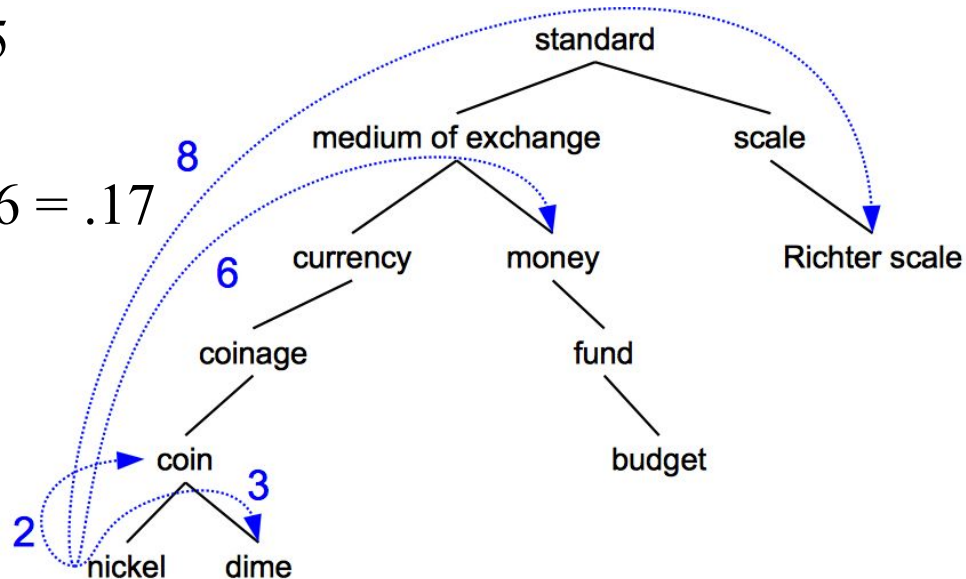 5
standard
medium of exchange scale
8
6 = .17
currency money Richter scale
6
coinage fund
coin budget
3
2
nickel dime